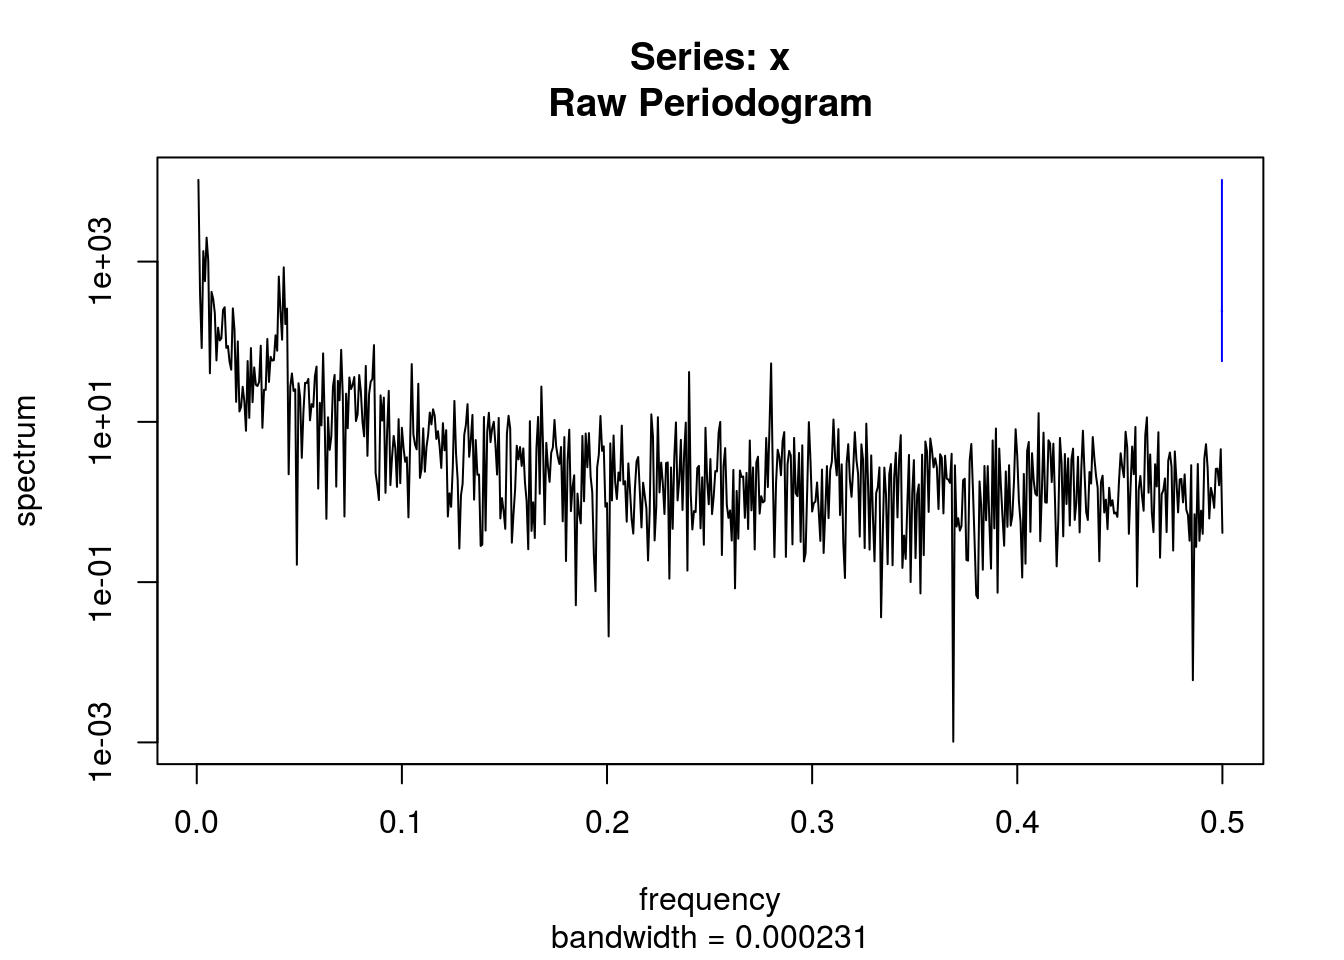 Series: x
Raw Periodogram
spectrum
1e+03
1e+01
1e-01
1e-03
0.0 0.1 0.2 0.3 0.4 0.5
frequency
bandwidth = 0.000231